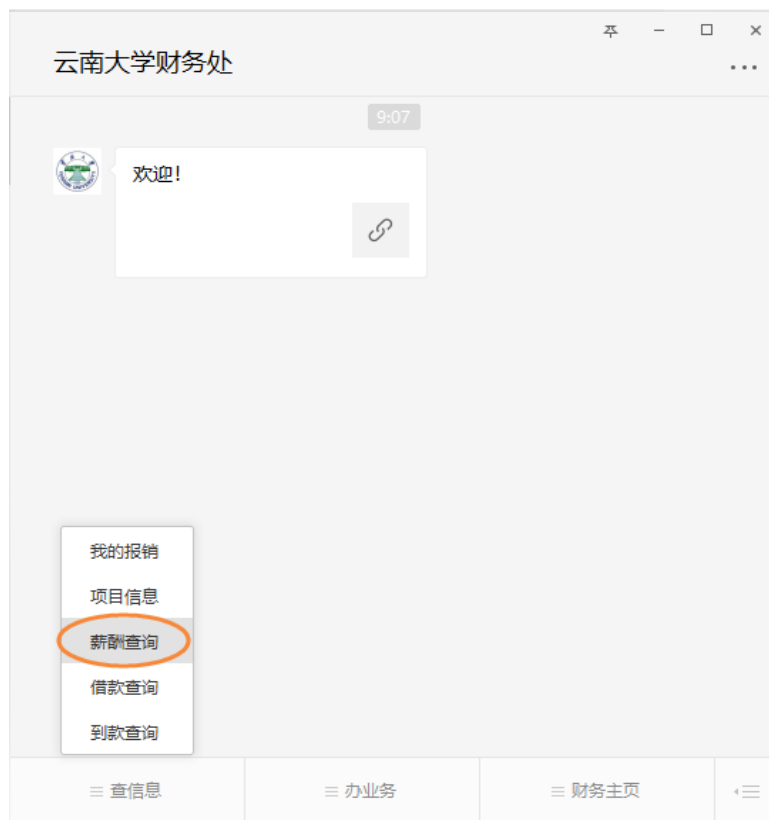 云南大学财务处
9:07
欢迎!
我的报销
项目信息
薪酬查询
借款查询
到款查询
查信息
办业务
财务主页